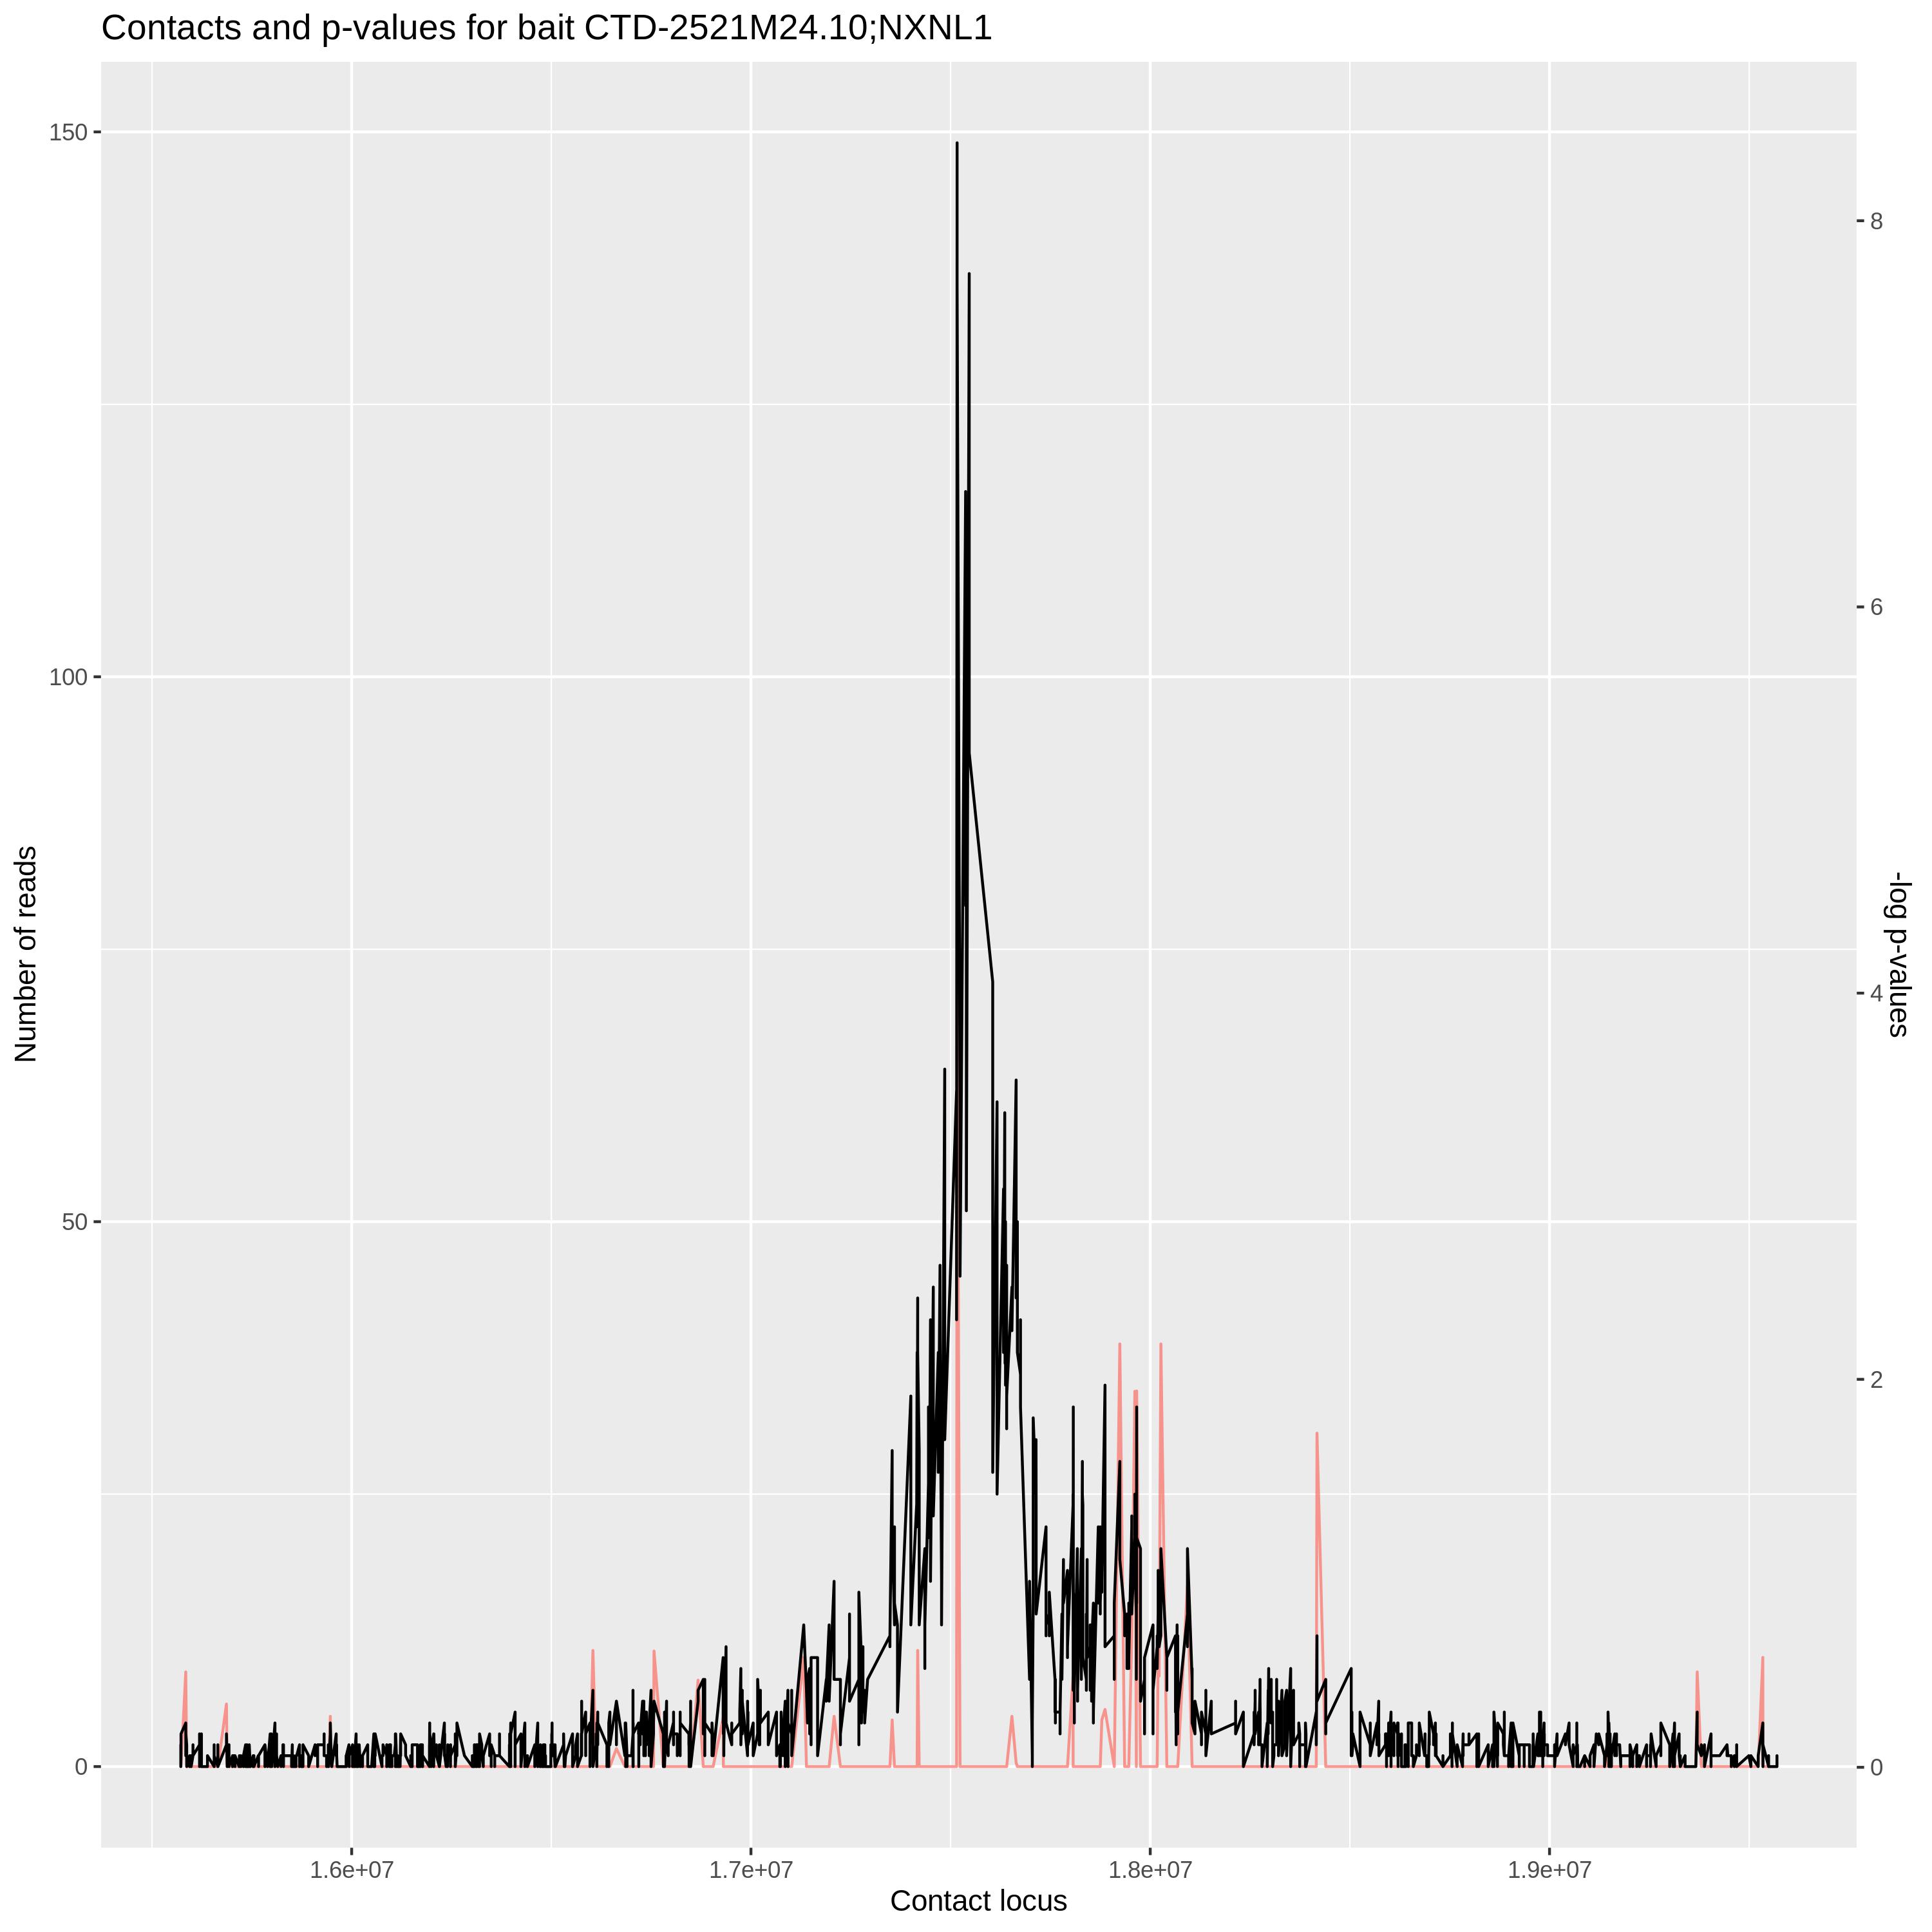 Contacts and p-values for bait CTD-2521M24.10;NXNL1
150
100
50
0
Number of reads
8
6
4
2
0
-log p-values
1.6e+07
1.7e+07
1.8e+07
1.9e+07
Contact locus